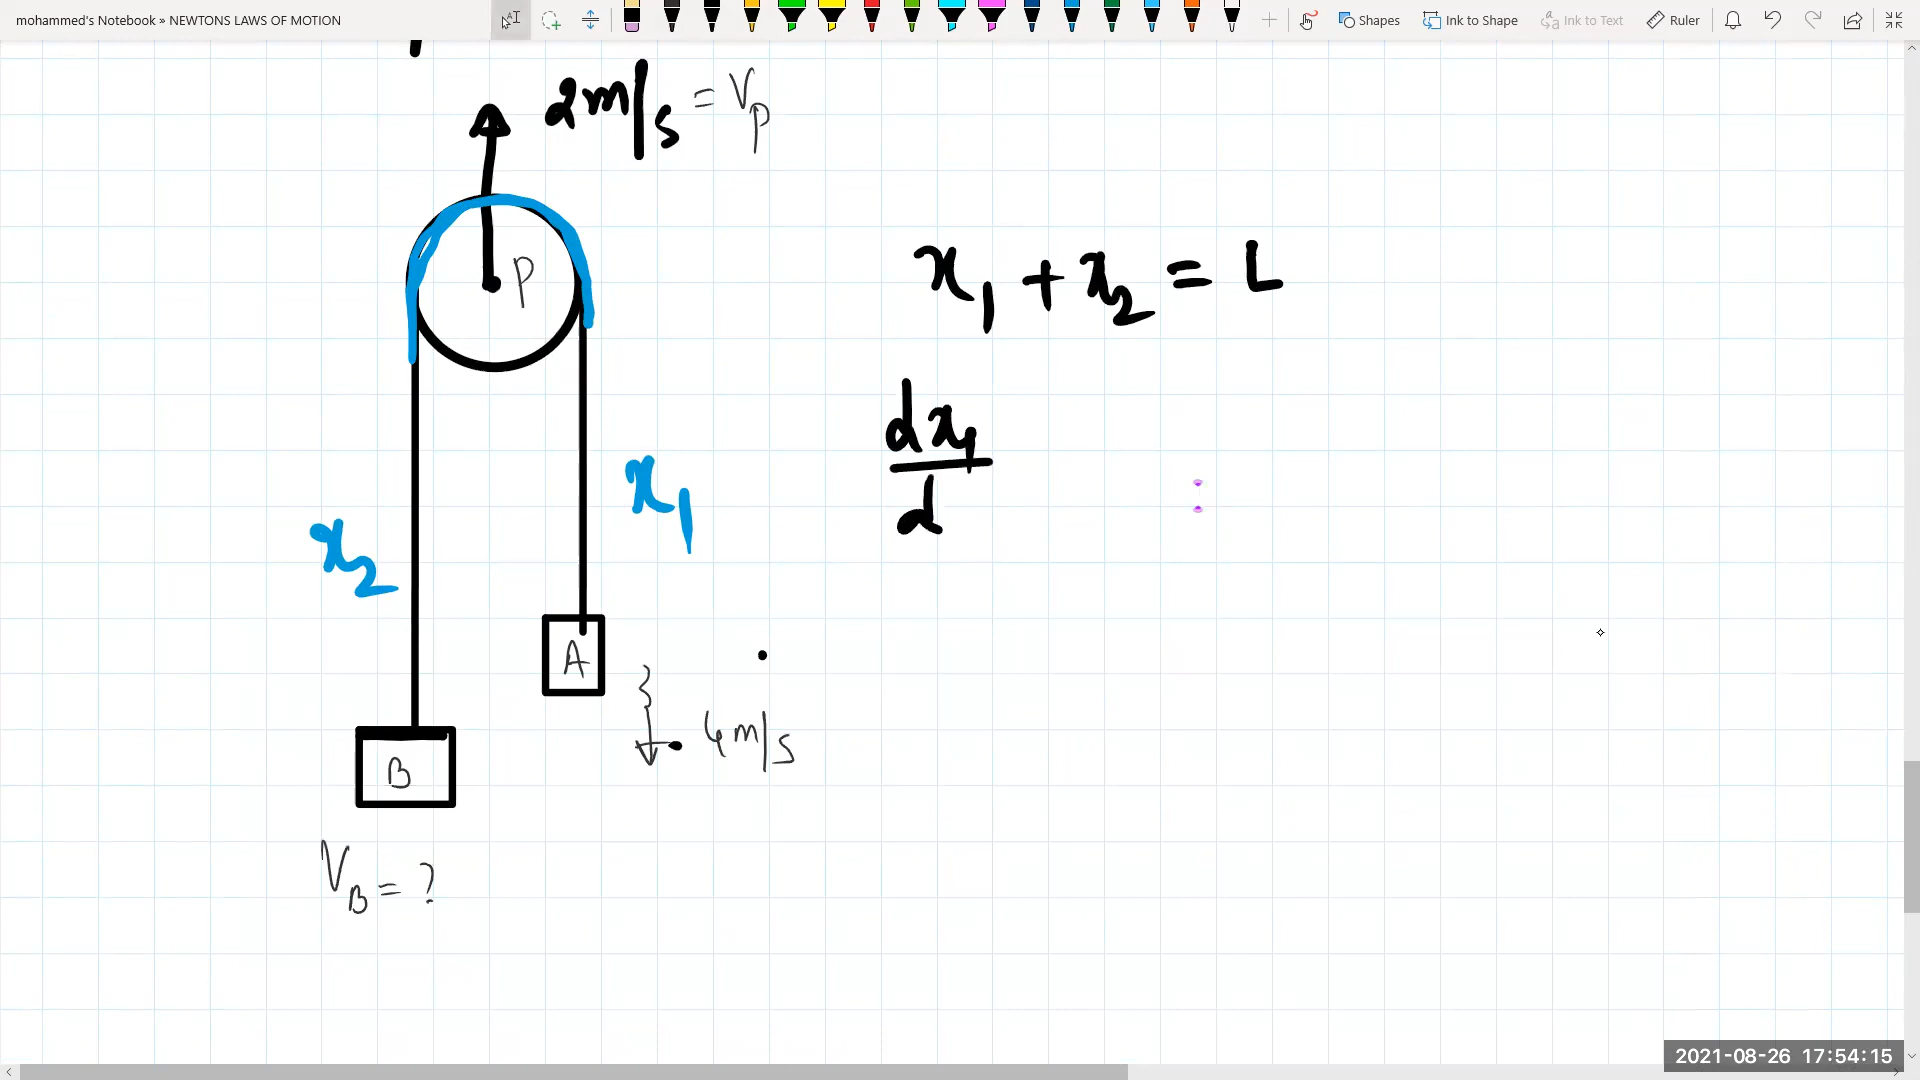 mohammed's Notebook » NEWTONS LAWS OF MOTION
Shapes
Ink to Shape
Ink to Text
Ruler
2m/s = Vp
P
x1 + x2 = L
dx1
d
x1
x2
A
4m/s
B
VB = ?
2021-08-26 17:54:15